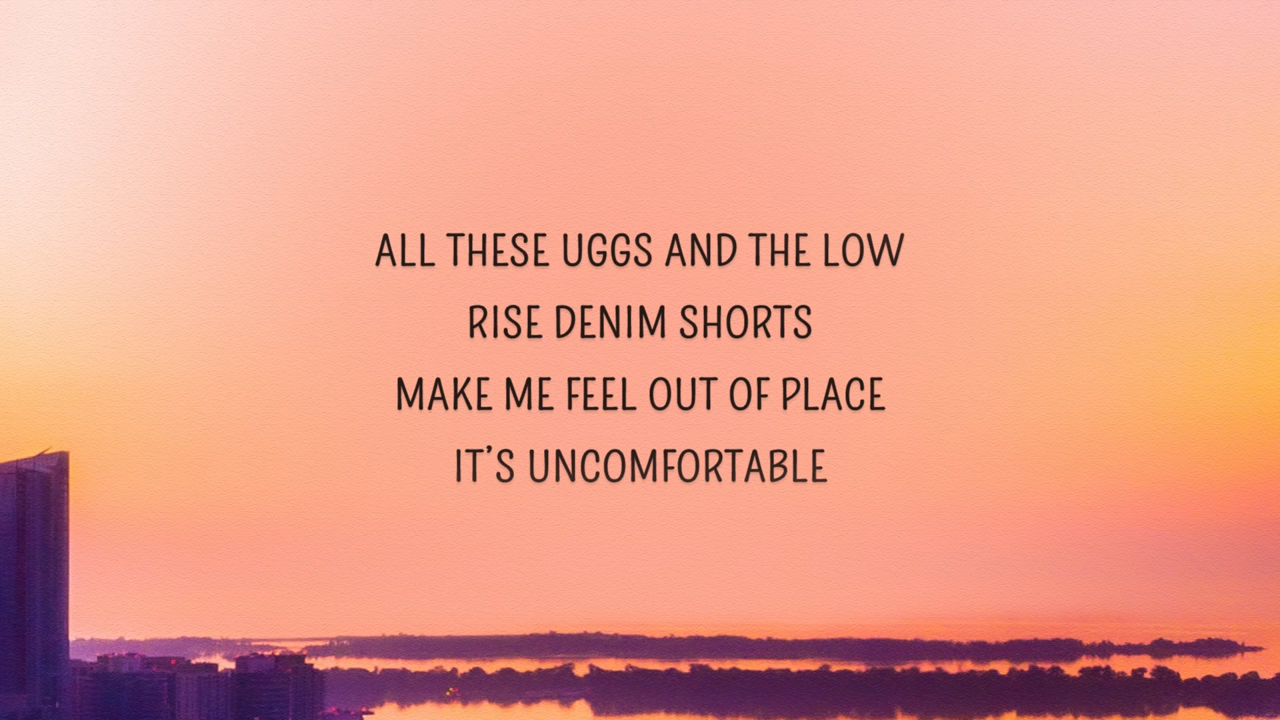 ALL THESE UGGS AND THE LOW
RISE DENIM SHORTS
MAKE ME FEEL OUT OF PLACE
IT'S UNCOMFORTABLE